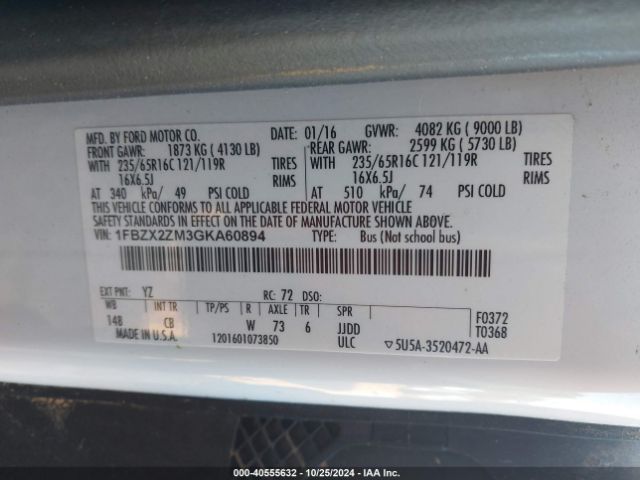 MFD. BY FORD MOTOR CO. DATE: 01/16 GVWR: 4082 KG ( 9000 LB)
FRONT GAWR: 1873 KG ( 4130 LB) REAR GAWR: 2599 KG ( 5730 LB)
WITH 235/65R16C 121/119R TIRES WITH 235/65R16C 121/119R TIRES
16X6.5J RIMS 16X6.5J RIMS
AT 340 kPa/ 49 PSI COLD AT 510 kPa/ 74 PSI COLD
THIS VEHICLE CONFORMS TO ALL APPLICABLE FEDERAL MOTOR VEHICLE
SAFETY STANDARDS IN EFFECT ON THE DATE OF MANUFACTURE SHOWN ABOVE.
VIN: 1FBZX2ZM3GKA60894 TYPE: Bus (Not school bus)
EXT PNT: YZ RC: 72 DSO:
WB INT TR TP/PS R AXLE TR SPR
148 CB W 73 6 JJDD F0372
T0368
MADE IN U.S.A. 1201601073850 ULC ▽5U5A-3520472-AA
000-40555632 - 10/25/2024 - IAA Inc.